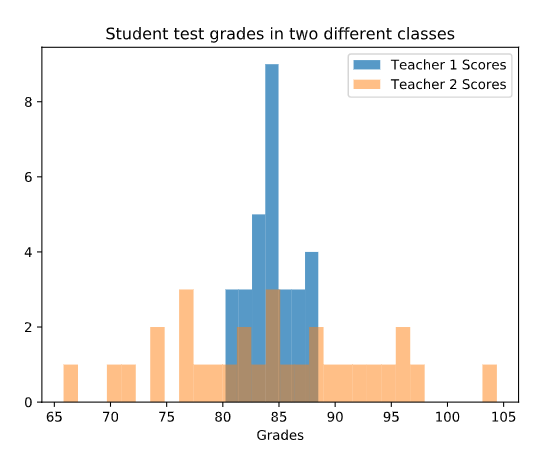 Student test grades in two different classes
Teacher 1 Scores
Teacher 2 Scores
8
6
4
2
0
65 70 75 80 85 90 95 100 105
Grades